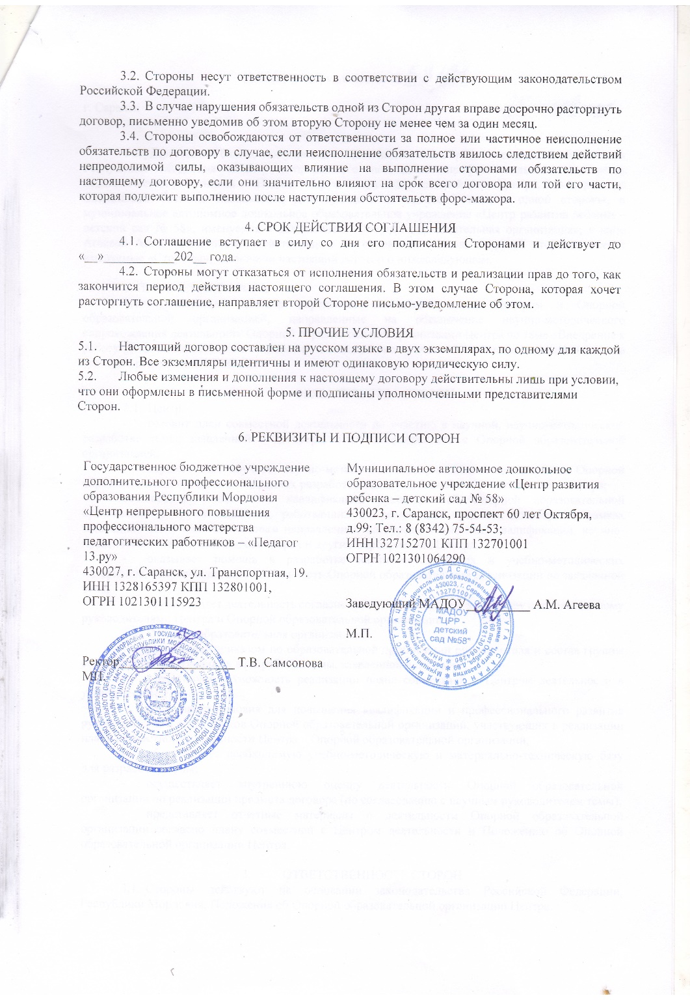 3.2. Стороны несут ответственность в соответствии с действующим законодательством
Российской Федерации.
3.3. В случае нарушения обязательств одной из Сторон другая вправе досрочно расторгнуть
договор, письменно уведомив об этом вторую Сторону не менее чем за один месяц.
3.4. Стороны освобождаются от ответственности за полное или частичное неисполнение
обязательств по договору в случае, если неисполнение обязательств явилось следствием действий
непреодолимой силы, оказывающих влияние на выполнение сторонами обязательств по
настоящему договору, если они значительно влияют на срок всего договора или той его части,
которая подлежит выполнению после наступления обстоятельств форс-мажора.
4. СРОК ДЕЙСТВИЯ СОГЛАШЕНИЯ
4.1. Соглашение вступает в силу со дня его подписания Сторонами и действует до
«__»___________202__ года.
4.2. Стороны могут отказаться от исполнения обязательств и реализации прав до того, как
закончится период действия настоящего соглашения. В этом случае Сторона, которая хочет
расторгнуть соглашение, направляет второй Стороне письмо-уведомление об этом.
5. ПРОЧИЕ УСЛОВИЯ
5.1. Настоящий договор составлен на русском языке в двух экземплярах, по одному для каждой
из Сторон. Все экземпляры идентичны и имеют одинаковую юридическую силу.
5.2. Любые изменения и дополнения к настоящему договору действительны лишь при условии,
что они оформлены в письменной форме и подписаны уполномоченными представителями
Сторон.
6. РЕКВИЗИТЫ И ПОДПИСИ СТОРОН
Государственное бюджетное учреждение
дополнительного профессионального
образования Республики Мордовия
«Центр непрерывного повышения
профессионального мастерства
педагогических работников – «Педагог
13.ру»
430027, г. Саранск, ул. Транспортная, 19.
ИНН 1328165397 КПП 132801001,
ОГРН 1021301115923
Ректор__________________ Т.В. Самсонова
МП.
Муниципальное автономное дошкольное
образовательное учреждение «Центр развития
ребенка – детский сад № 58»
430023, г. Саранск, проспект 60 лет Октября,
д.99; Тел.: 8 (8342) 75-54-53;
ИНН1327152701 КПП 132701001
ОГРН 1021301064290
Заведующий МАДОУ__________ А.М. Агеева
М.П.
МАДОУ
"ЦРР -
детский
сад №58"